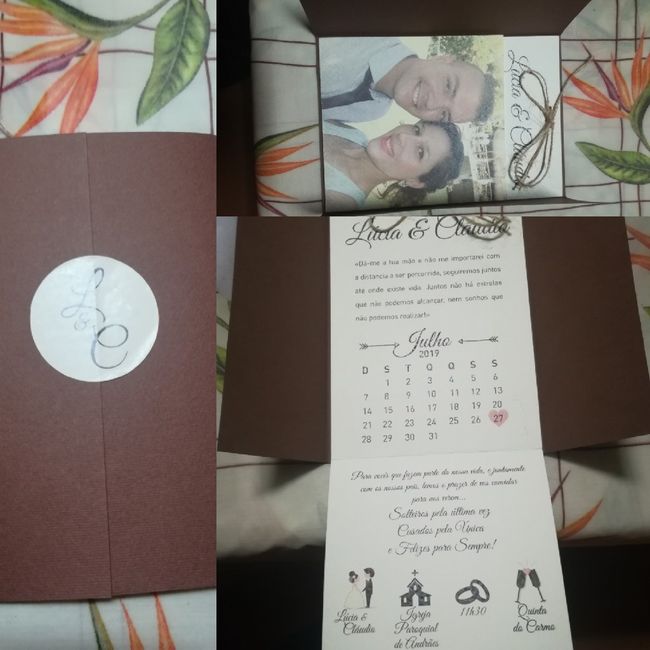 L & C
Lúcia & Cláudio
Lúcia & Cláudio
«Dá-me a tua mão e não me importarei com
a distância a ser percorrida, seguiremos juntos
até onde existe vida. Juntos não há estrelas
que não podemos alcançar, nem sonhos que
não podemos realizar!»
Julho
2019
D S T Q Q S S
1 2 3 4 5 6
7 8 9 10 11 12 13
14 15 16 17 18 19 20
21 22 23 24 25 26 27
28 29 30 31
Para vocês que fazem parte da nossa vida, e juntamente
com os nossos pais, temos o prazer de vos convidar
para nos verem...
Solteiros pela última vez
Casados pela Única
e Felizes para Sempre!
Lúcia &
Cláudio
Igreja
Paroquial
de Andrães
11h30
Quinta
do Carmo